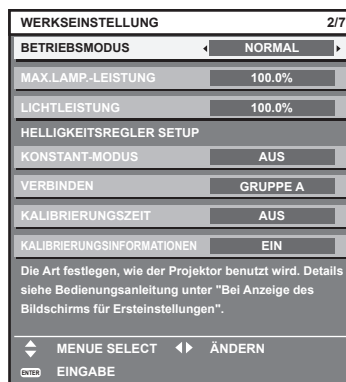 WERKSEINSTELLUNG 2/7
BETRIEBSMODUS NORMAL
MAX.LAMP.-LEISTUNG 100.0%
LICHTLEISTUNG 100.0%
HELLIGKEITSREGLER SETUP
KONSTANT-MODUS AUS
VERBINDEN GRUPPE A
KALIBRIERUNGSZEIT AUS
KALIBRIERUNGSINFORMATIONEN EIN
Die Art festlegen, wie der Projektor benutzt wird. Details
siehe Bedienungsanleitung unter "Bei Anzeige des
Bildschirms für Ersteinstellungen".
MENUE SELECT ÄNDERN
ENTER EINGABE